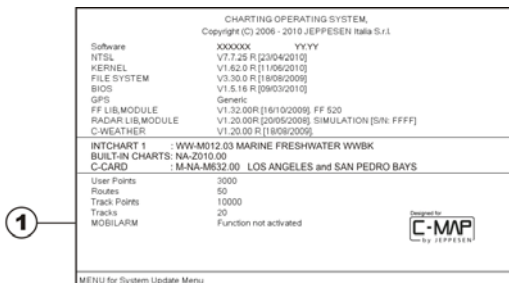 CHARTING OPERATING SYSTEM,
Copyright (C) 2006 - 2010 JEPPESEN Italia S.r.l.
Software XXXXXX YY.YY
NTSL V7.7.25 R [23/04/2010]
KERNEL V1.62.0 R [11/06/2010]
FILE SYSTEM V3.30.0 R [18/08/2009]
BIOS V1.5.16 R [09/03/2010]
GPS Generic
FF LIB,MODULE V1.32.00R [16/10/2009]. FF 520
RADAR LIB,MODULE V1.20.00R [20/05/2008]. SIMULATION [S/N: FFFF]
C-WEATHER V1.20.00 R [18/08/2009].
INTCHART 1 : WW-M012.03 MARINE FRESHWATER WWBK
BUILT-IN CHARTS: NA-Z010.00
C-CARD : M-NA-M632.00 LOS ANGELES and SAN PEDRO BAYS
User Points 3000
Routes 50
Track Points 10000
Tracks 20
MOBILARM Function not activated
1
Designed for
C-MAP
by JEPPESEN
MENU for System Update Menu